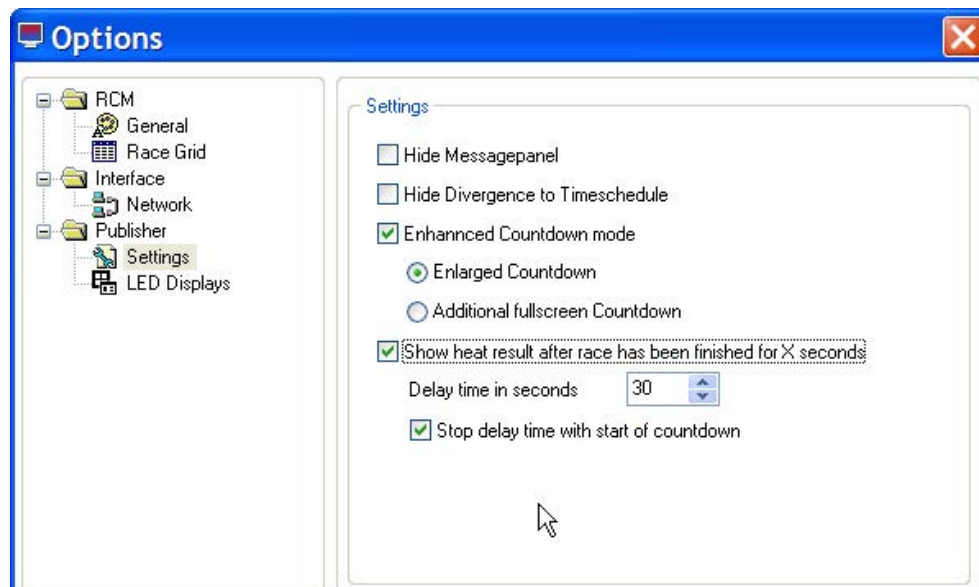 Options
RCM
General
Race Grid
Interface
Network
Publisher
Settings
LED Displays
Settings
Hide Messagepanel
Hide Divergence to Timeschedule
Enhannced Countdown mode
Enlarged Countdown
Additional fullscreen Countdown
Show heat result after race has been finished for X seconds
Delay time in seconds 30
Stop delay time with start of countdown